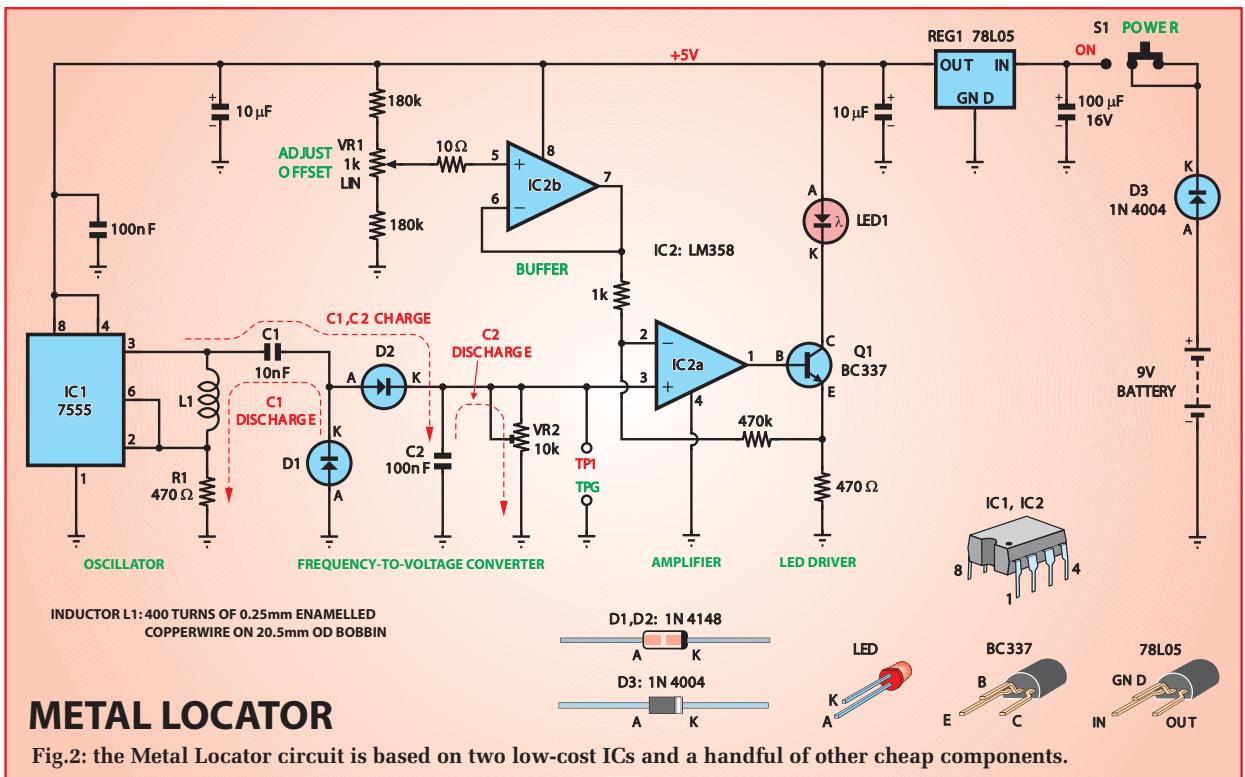 REG1 78L05
S1 POWER
ON
+5V
OUT IN
GND
10 µF
+
−
180k
ADJUST
OFFSET
VR1
1k
LIN
10Ω
5
+
8
IC2b
7
6
−
180k
BUFFER
IC2: LM358
10 µF
+
−
+
−
100 µF
16V
K
D3
1N 4004
A
A
LED1
λ
K
100nF
8
4
3
IC1
7555
6
2
1
C1, C2 CHARGE
C1
10nF
L1
C1
DISCHARGE
R1
470 Ω
A
D2
K
K
D1
A
C2
DISCHARGE
C2
100nF
VR2
10k
TP1
TPG
1k
2
−
IC2a
1
3
+
4
B
C
Q1
BC337
E
470k
470 Ω
+
9V
BATTERY
−
OSCILLATOR
FREQUENCY-TO-VOLTAGE CONVERTER
AMPLIFIER
LED DRIVER
IC1, IC2
8
4
1
INDUCTOR L1: 400 TURNS OF 0.25mm ENAMELLED
COPPERWIRE ON 20.5mm OD BOBBIN
D1,D2: 1N 4148
A K
D3: 1N 4004
A K
LED
K
A
BC337
B
E
C
78L05
GND
IN
OUT
METAL LOCATOR
Fig.2: the Metal Locator circuit is based on two low-cost ICs and a handful of other cheap components.